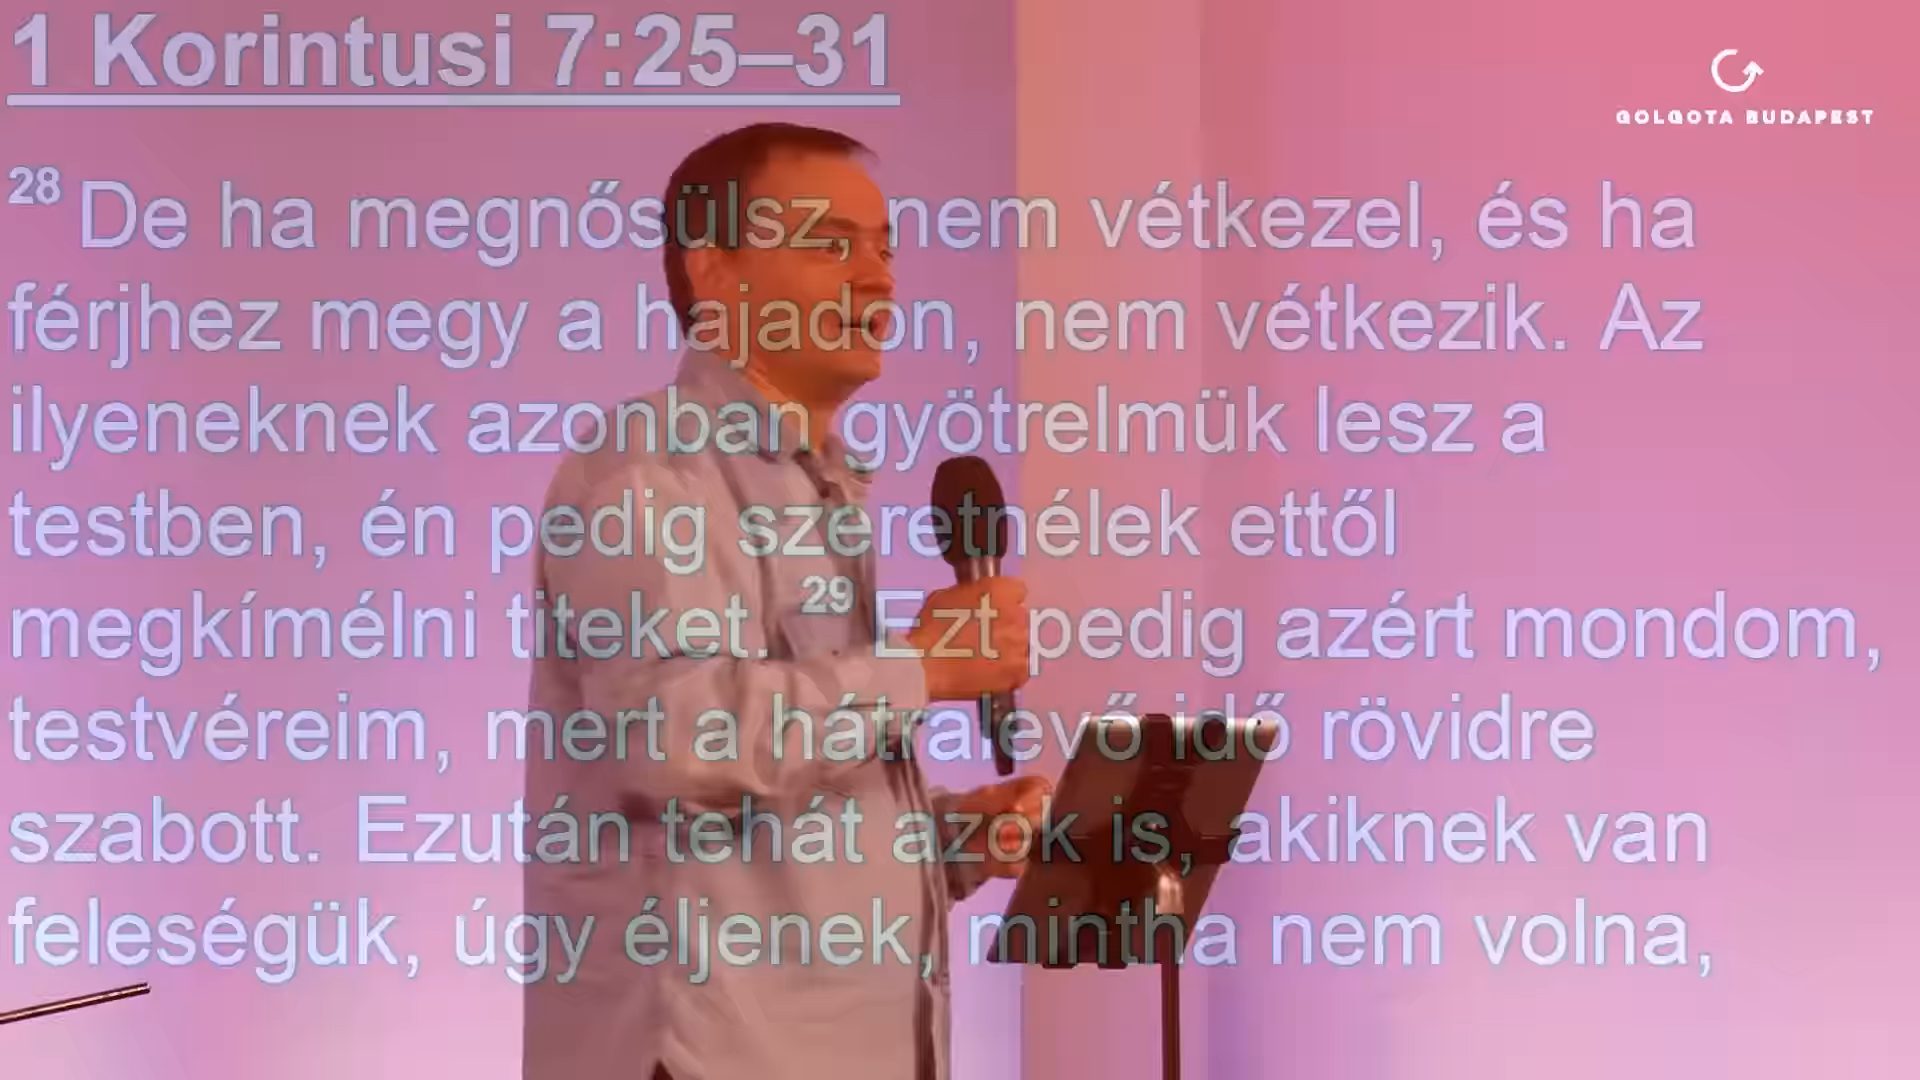 1 Korintusi 7:25–31
GOLGOTA BUDAPEST
28 De ha megnősülsz, nem vétkezel, és ha
férjhez megy a hajadon, nem vétkezik. Az
ilyeneknek azonban gyötrelmük lesz a
testben, én pedig szeretnélek ettől
megkímélni titeket. 29 Ezt pedig azért mondom,
testvéreim, mert a hátralevő idő rövidre
szabott. Ezután tehát azok is, akiknek van
feleségük, úgy éljenek, mintha nem volna,